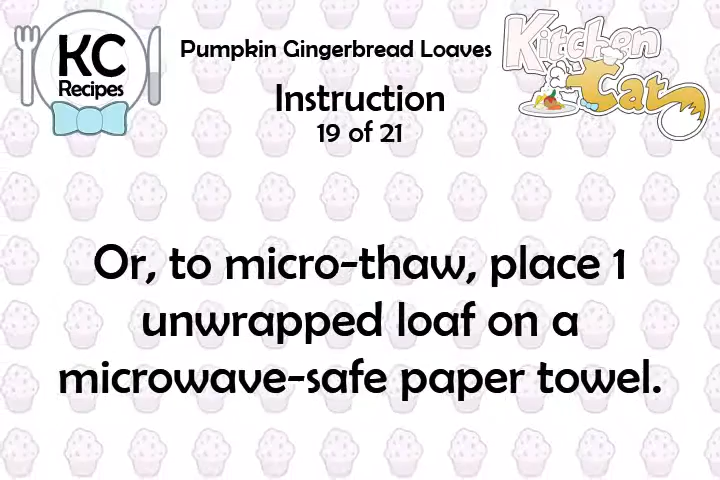 KC
Recipes
Pumpkin Gingerbread Loaves
Instruction
19 of 21
Kitchen
Cat
Or, to micro-thaw, place 1
unwrapped loaf on a
microwave-safe paper towel.